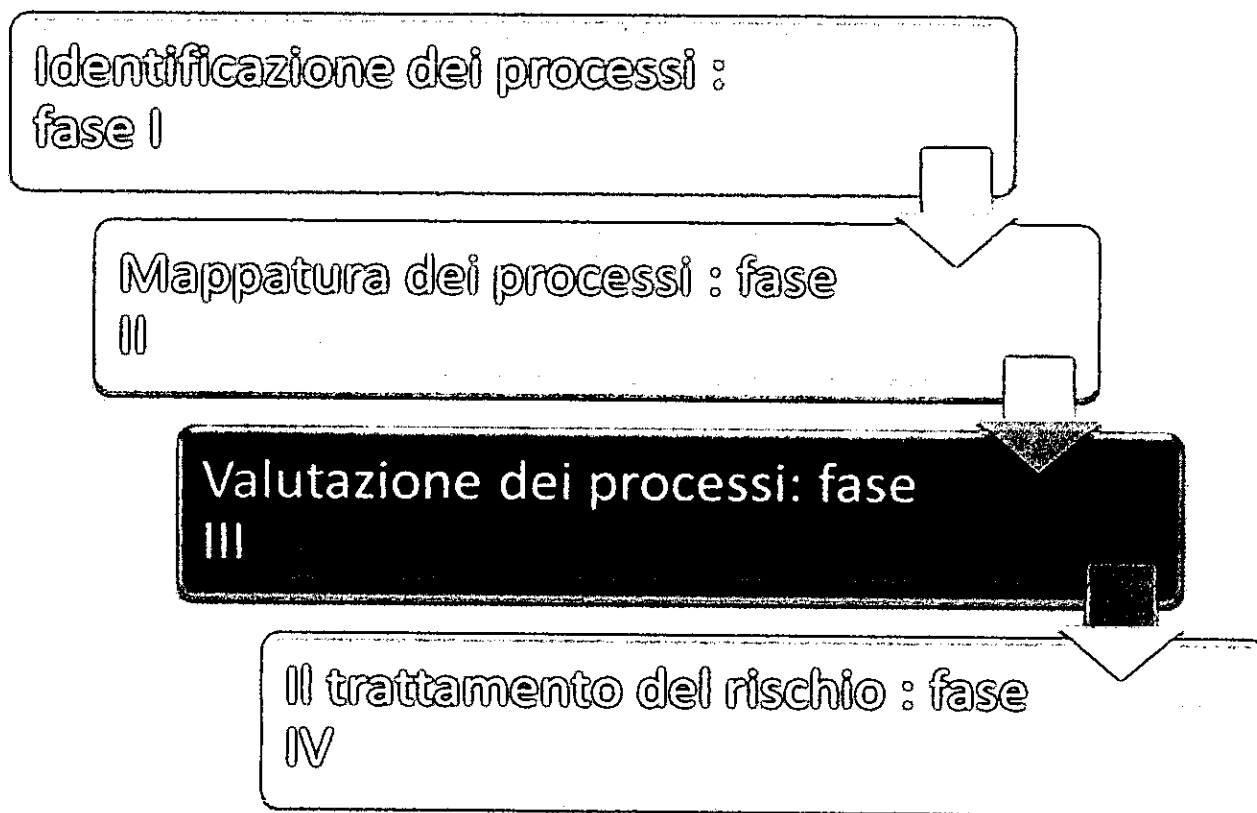 Identificazione dei processi :
fase I
Mappatura dei processi : fase
II
Valutazione dei processi: fase
III
Il trattamento del rischio : fase
IV